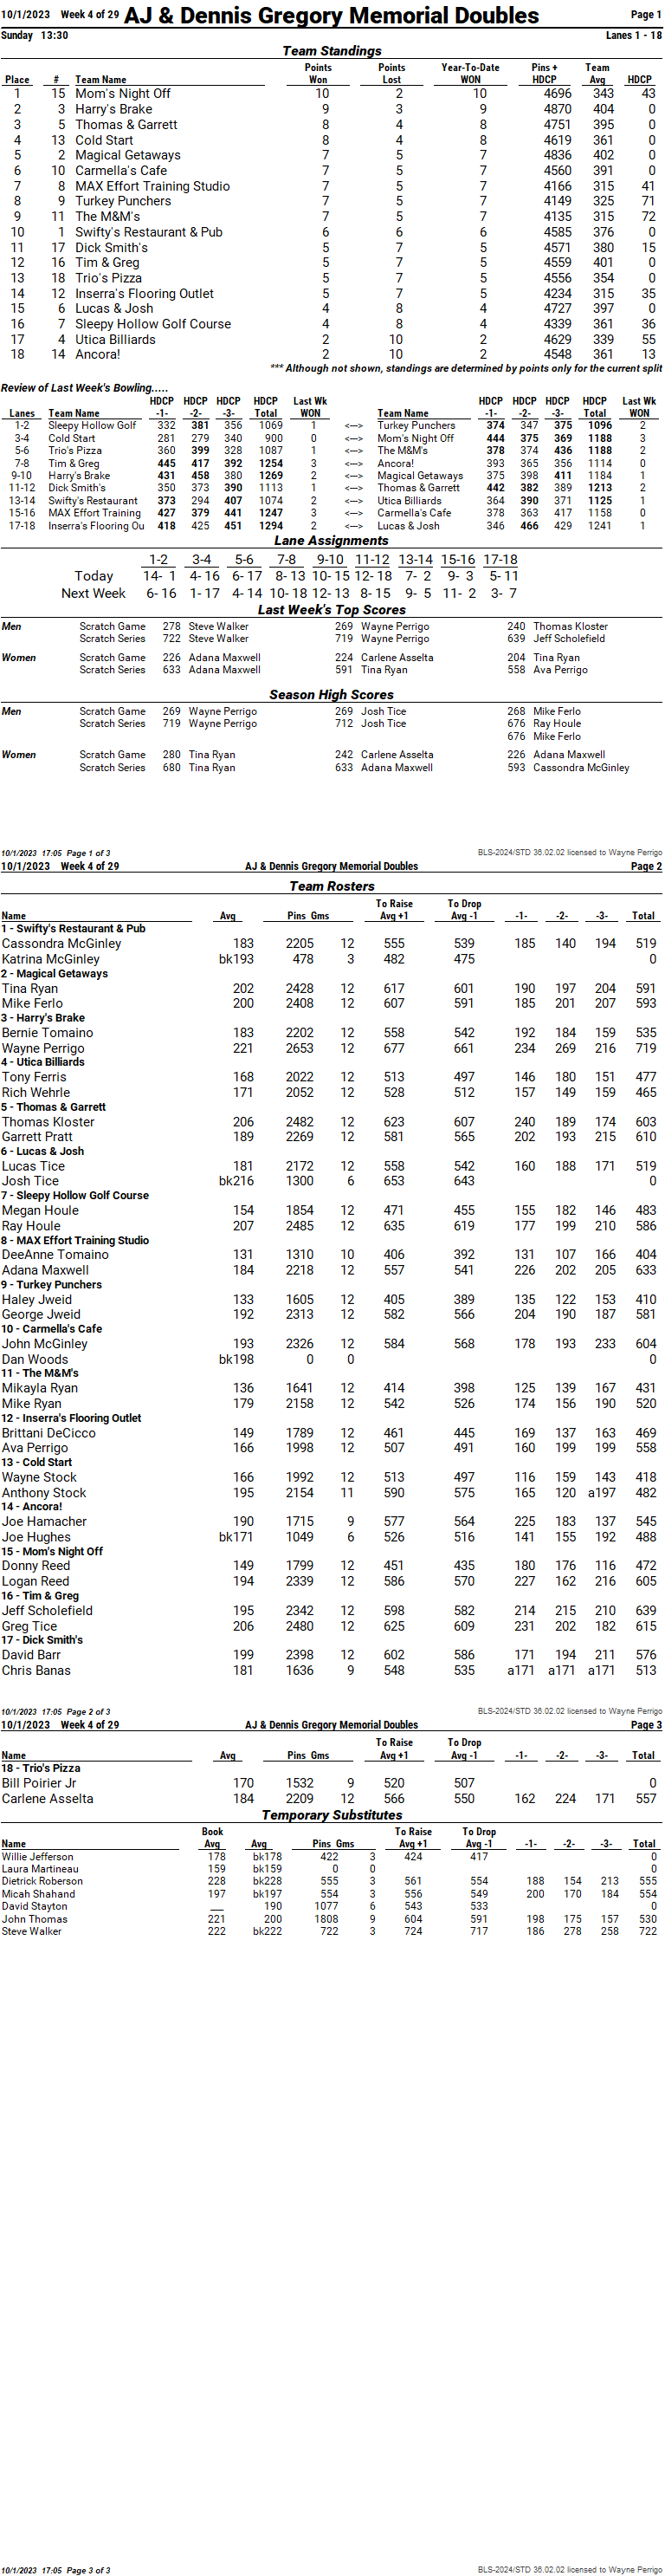 10/1/2023 Week 4 of 29 AJ & Dennis Gregory Memorial Doubles Page 1
Sunday 13:30 Lanes 1 - 18
Team Standings
Points Points Year-To-Date Pins + Team
Place # Team Name Won Lost WON HDCP Avg HDCP
1 15 Mom's Night Off 10 2 10 4696 343 43
2 3 Harry's Brake 9 3 9 4870 404 0
3 5 Thomas & Garrett 8 4 8 4751 395 0
4 13 Cold Start 8 4 8 4619 361 0
5 2 Magical Getaways 7 5 7 4836 402 0
6 10 Carmella's Cafe 7 5 7 4560 391 0
7 8 MAX Effort Training Studio 7 5 7 4166 315 41
8 9 Turkey Punchers 7 5 7 4149 325 71
9 11 The M&M's 7 5 7 4135 315 72
10 1 Swifty's Restaurant & Pub 6 6 6 4585 376 0
11 17 Dick Smith's 5 7 5 4571 380 15
12 16 Tim & Greg 5 7 5 4559 401 0
13 18 Trio's Pizza 5 7 5 4556 354 0
14 12 Inserra's Flooring Outlet 5 7 5 4234 315 35
15 6 Lucas & Josh 4 8 4 4727 397 0
16 7 Sleepy Hollow Golf Course 4 8 4 4339 361 36
17 4 Utica Billiards 2 10 2 4629 339 55
18 14 Ancora! 2 10 2 4548 361 13
*** Although not shown, standings are determined by points only for the current split
Review of Last Week's Bowling.....
HDCP HDCP HDCP HDCP Last Wk HDCP HDCP HDCP HDCP Last Wk
Lanes Team Name -1- -2- -3- Total WON Team Name -1- -2- -3- Total WON
1-2 Sleepy Hollow Golf 332 381 356 1069 1 <---> Turkey Punchers 374 347 375 1096 2
3-4 Cold Start 281 279 340 900 0 <---> Mom's Night Off 444 375 369 1188 3
5-6 Trio's Pizza 360 399 328 1087 1 <---> The M&M's 378 374 436 1188 2
7-8 Tim & Greg 445 417 392 1254 3 <---> Ancora! 393 365 356 1114 0
9-10 Harry's Brake 431 458 380 1269 2 <---> Magical Getaways 375 398 411 1184 1
11-12 Dick Smith's 350 373 390 1113 1 <---> Thomas & Garrett 442 382 389 1213 2
13-14 Swifty's Restaurant 373 294 407 1074 2 <---> Utica Billiards 364 390 371 1125 1
15-16 MAX Effort Training 427 379 441 1247 3 <---> Carmella's Cafe 378 363 417 1158 0
17-18 Inserra's Flooring Ou 418 425 451 1294 2 <---> Lucas & Josh 346 466 429 1241 1
Lane Assignments
1-2 3-4 5-6 7-8 9-10 11-12 13-14 15-16 17-18
Today 14- 1 4- 16 6- 17 8- 13 10- 15 12- 18 7- 2 9- 3 5- 11
Next Week 6- 16 1- 17 4- 14 10- 18 12- 13 8- 15 9- 5 11- 2 3- 7
Last Week's Top Scores
Men Scratch Game 278 Steve Walker 269 Wayne Perrigo 240 Thomas Kloster
Scratch Series 722 Steve Walker 719 Wayne Perrigo 639 Jeff Scholefield
Women Scratch Game 226 Adana Maxwell 224 Carlene Asselta 204 Tina Ryan
Scratch Series 633 Adana Maxwell 591 Tina Ryan 558 Ava Perrigo
Season High Scores
Men Scratch Game 269 Wayne Perrigo 269 Josh Tice 268 Mike Ferlo
Scratch Series 719 Wayne Perrigo 712 Josh Tice 676 Ray Houle
676 Mike Ferlo
Women Scratch Game 280 Tina Ryan 242 Carlene Asselta 226 Adana Maxwell
Scratch Series 680 Tina Ryan 633 Adana Maxwell 593 Cassondra McGinley
10/1/2023 17:05 Page 1 of 3 BLS-2024/STD 36.02.02 licensed to Wayne Perrigo
10/1/2023 Week 4 of 29 AJ & Dennis Gregory Memorial Doubles Page 2
Team Rosters
To Raise To Drop
Name Avg Pins Gms Avg +1 Avg -1 -1- -2- -3- Total
1 - Swifty's Restaurant & Pub
Cassondra McGinley 183 2205 12 555 539 185 140 194 519
Katrina McGinley bk193 478 3 482 475 0
2 - Magical Getaways
Tina Ryan 202 2428 12 617 601 190 197 204 591
Mike Ferlo 200 2408 12 607 591 185 201 207 593
3 - Harry's Brake
Bernie Tomaino 183 2202 12 558 542 192 184 159 535
Wayne Perrigo 221 2653 12 677 661 234 269 216 719
4 - Utica Billiards
Tony Ferris 168 2022 12 513 497 146 180 151 477
Rich Wehrle 171 2052 12 528 512 157 149 159 465
5 - Thomas & Garrett
Thomas Kloster 206 2482 12 623 607 240 189 174 603
Garrett Pratt 189 2269 12 581 565 202 193 215 610
6 - Lucas & Josh
Lucas Tice 181 2172 12 558 542 160 188 171 519
Josh Tice bk216 1300 6 653 643 0
7 - Sleepy Hollow Golf Course
Megan Houle 154 1854 12 471 455 155 182 146 483
Ray Houle 207 2485 12 635 619 177 199 210 586
8 - MAX Effort Training Studio
DeeAnne Tomaino 131 1310 10 406 392 131 107 166 404
Adana Maxwell 184 2218 12 557 541 226 202 205 633
9 - Turkey Punchers
Haley Jweid 133 1605 12 405 389 135 122 153 410
George Jweid 192 2313 12 582 566 204 190 187 581
10 - Carmella's Cafe
John McGinley 193 2326 12 584 568 178 193 233 604
Dan Woods bk198 0 0 0
11 - The M&M's
Mikayla Ryan 136 1641 12 414 398 125 139 167 431
Mike Ryan 179 2158 12 542 526 174 156 190 520
12 - Inserra's Flooring Outlet
Brittani DeCicco 149 1789 12 461 445 169 137 163 469
Ava Perrigo 166 1998 12 507 491 160 199 199 558
13 - Cold Start
Wayne Stock 166 1992 12 513 497 116 159 143 418
Anthony Stock 195 2154 11 590 575 165 120 a197 482
14 - Ancora!
Joe Hamacher 190 1715 9 577 564 225 183 137 545
Joe Hughes bk171 1049 6 526 516 141 155 192 488
15 - Mom's Night Off
Donny Reed 149 1799 12 451 435 180 176 116 472
Logan Reed 194 2339 12 586 570 227 162 216 605
16 - Tim & Greg
Jeff Scholefield 195 2342 12 598 582 214 215 210 639
Greg Tice 206 2480 12 625 609 231 202 182 615
17 - Dick Smith's
David Barr 199 2398 12 602 586 171 194 211 576
Chris Banas 181 1636 9 548 535 a171 a171 a171 513
10/1/2023 17:05 Page 2 of 3 BLS-2024/STD 36.02.02 licensed to Wayne Perrigo
10/1/2023 Week 4 of 29 AJ & Dennis Gregory Memorial Doubles Page 3
To Raise To Drop
Name Avg Pins Gms Avg +1 Avg -1 -1- -2- -3- Total
18 - Trio's Pizza
Bill Poirier Jr 170 1532 9 520 507 0
Carlene Asselta 184 2209 12 566 550 162 224 171 557
Temporary Substitutes
Book To Raise To Drop
Name Avg Avg Pins Gms Avg +1 Avg -1 -1- -2- -3- Total
Willie Jefferson 178 bk178 422 3 424 417 0
Laura Martineau 159 bk159 0 0 0
Dietrick Roberson 228 bk228 555 3 561 554 188 154 213 555
Micah Shahand 197 bk197 554 3 556 549 200 170 184 554
David Stayton __ 190 1077 6 543 533 0
John Thomas 221 200 1808 9 604 591 198 175 157 530
Steve Walker 222 bk222 722 3 724 717 186 278 258 722
10/1/2023 17:05 Page 3 of 3 BLS-2024/STD 36.02.02 licensed to Wayne Perrigo